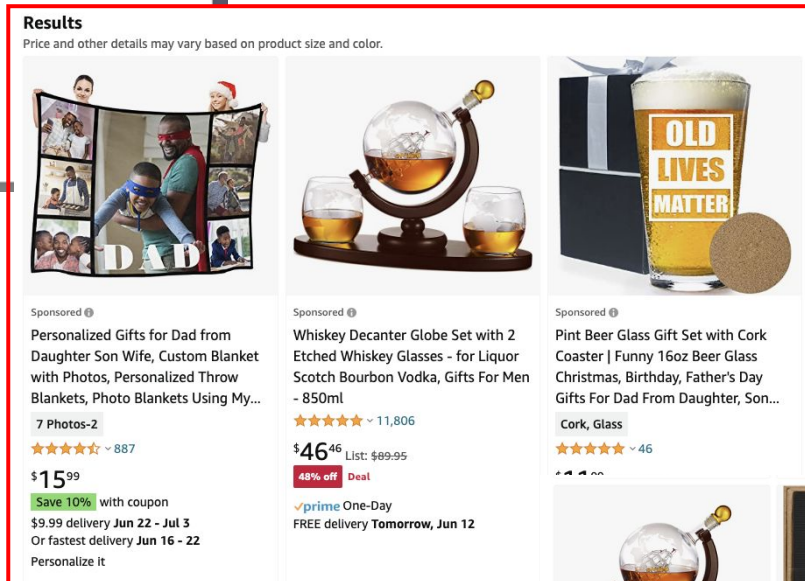 Results
Price and other details may vary based on product size and color.
DAD
OLD
LIVES
MATTER
Sponsored
Personalized Gifts for Dad from
Daughter Son Wife, Custom Blanket
with Photos, Personalized Throw
Blankets, Photo Blankets Using My...
7 Photos-2
887
$15.99
Save 10% with coupon
$9.99 delivery Jun 22 - Jul 3
Or fastest delivery Jun 16 - 22
Personalize it
Sponsored
Whiskey Decanter Globe Set with 2
Etched Whiskey Glasses - for Liquor
Scotch Bourbon Vodka, Gifts For Men
- 850ml
11,806
$46.46 List: $89.95
48% off Deal
prime One-Day
FREE delivery Tomorrow, Jun 12
Sponsored
Pint Beer Glass Gift Set with Cork
Coaster | Funny 16oz Beer Glass
Christmas, Birthday, Father's Day
Gifts For Dad From Daughter, Son...
Cork, Glass
46